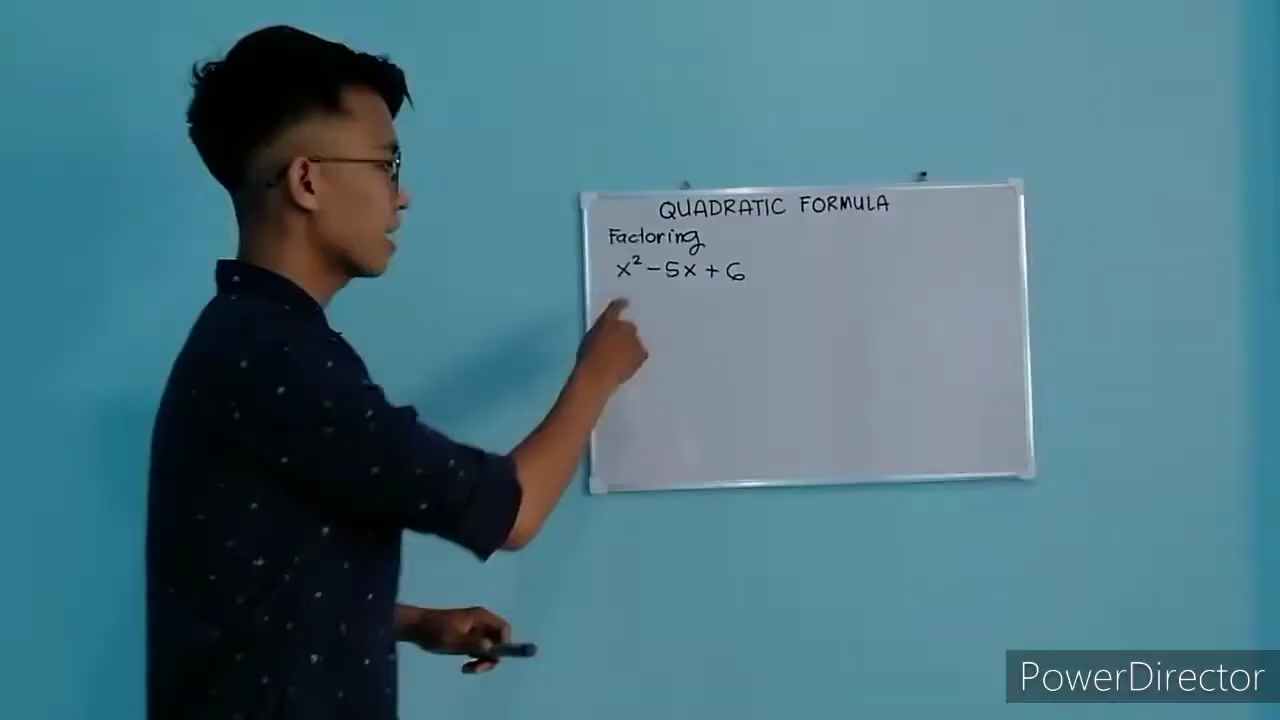 QUADRATIC FORMULA
Factoring
x² - 5x + 6
PowerDirector